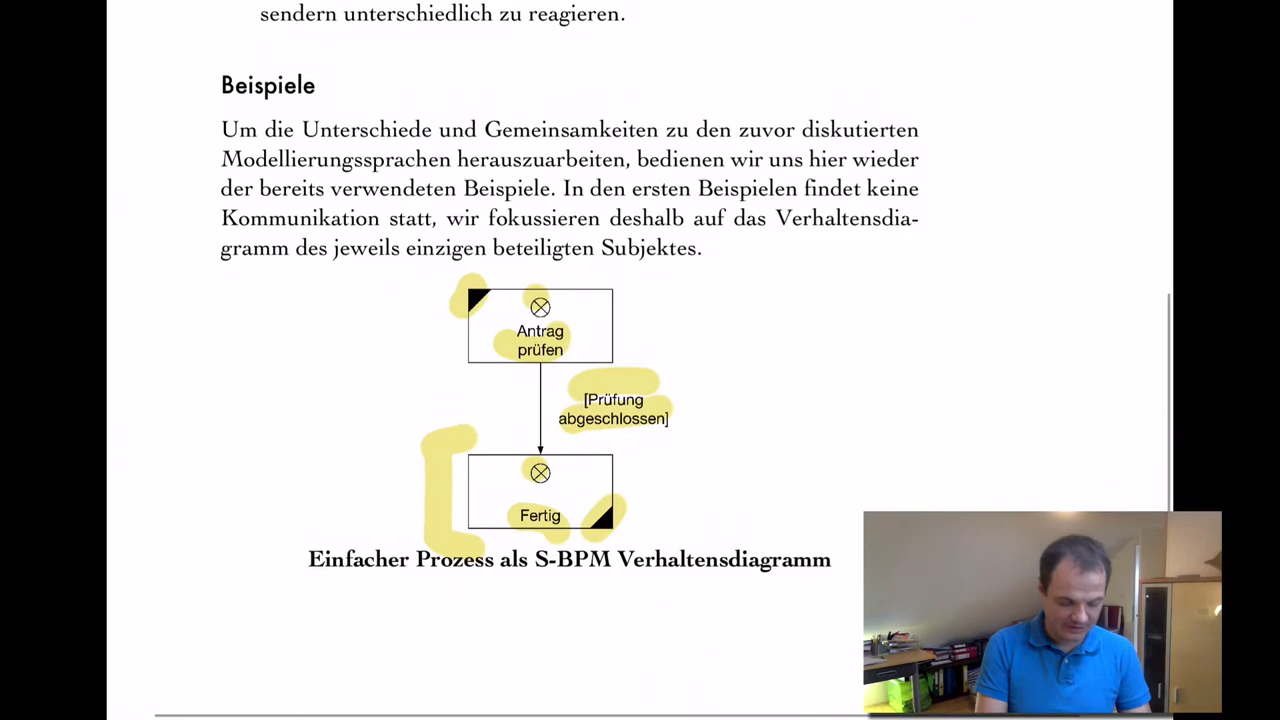 sendern unterschiedlich zu reagieren.
Beispiele
Um die Unterschiede und Gemeinsamkeiten zu den zuvor diskutierten
Modellierungssprachen herauszuarbeiten, bedienen wir uns hier wieder
der bereits verwendeten Beispiele. In den ersten Beispielen findet keine
Kommunikation statt, wir fokussieren deshalb auf das Verhaltensdia-
gramm des jeweils einzigen beteiligten Subjektes.
Antrag
prüfen
[Prüfung
abgeschlossen]
Fertig
Einfacher Prozess als S-BPM Verhaltensdiagramm